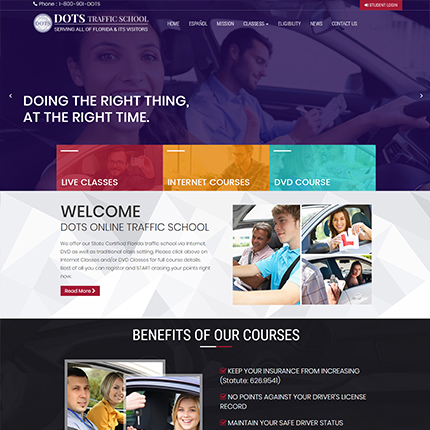 Phone : 1-800-901-DOTS
STUDENT LOGIN
DOTS
DOTS TRAFFIC SCHOOL
SERVING ALL OF FLORIDA & ITS VISITORS
HOME ESPAÑOL MISSION CLASSESS ELIGIBILITY NEWS CONTACT US
DOING THE RIGHT THING,
AT THE RIGHT TIME.
LIVE CLASSES INTERNET COURSES DVD COURSE
WELCOME
DOTS ONLINE TRAFFIC SCHOOL
We offer our State Certified Florida traffic school via Internet,
DVD as well as traditional class setting. Please click above on
Internet Classes and/or DVD Classes for full course details.
Best of all you can register and START erasing your points right
now.
Read More
L
BENEFITS OF OUR COURSES
KEEP YOUR INSURANCE FROM INCREASING
(Statute: 626.9541)
NO POINTS AGAINST YOUR DRIVER'S LICENSE
RECORD
MAINTAIN YOUR SAFE DRIVER STATUS